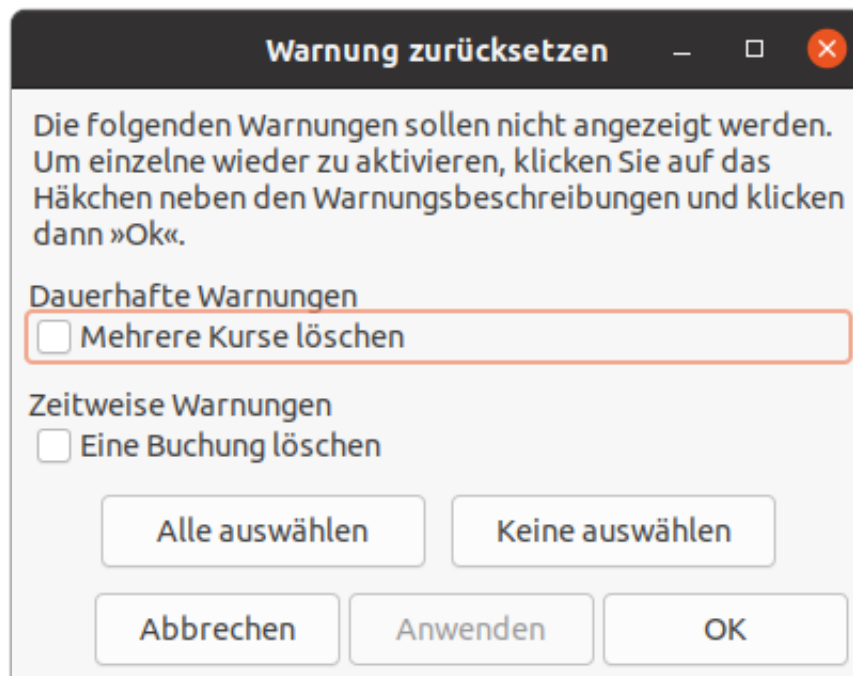 Warnung zurücksetzen
Die folgenden Warnungen sollen nicht angezeigt werden.
Um einzelne wieder zu aktivieren, klicken Sie auf das
Häkchen neben den Warnungsbeschreibungen und klicken
dann »Ok«.
Dauerhafte Warnungen
Mehrere Kurse löschen
Zeitweise Warnungen
Eine Buchung löschen
Alle auswählen Keine auswählen
Abbrechen Anwenden OK